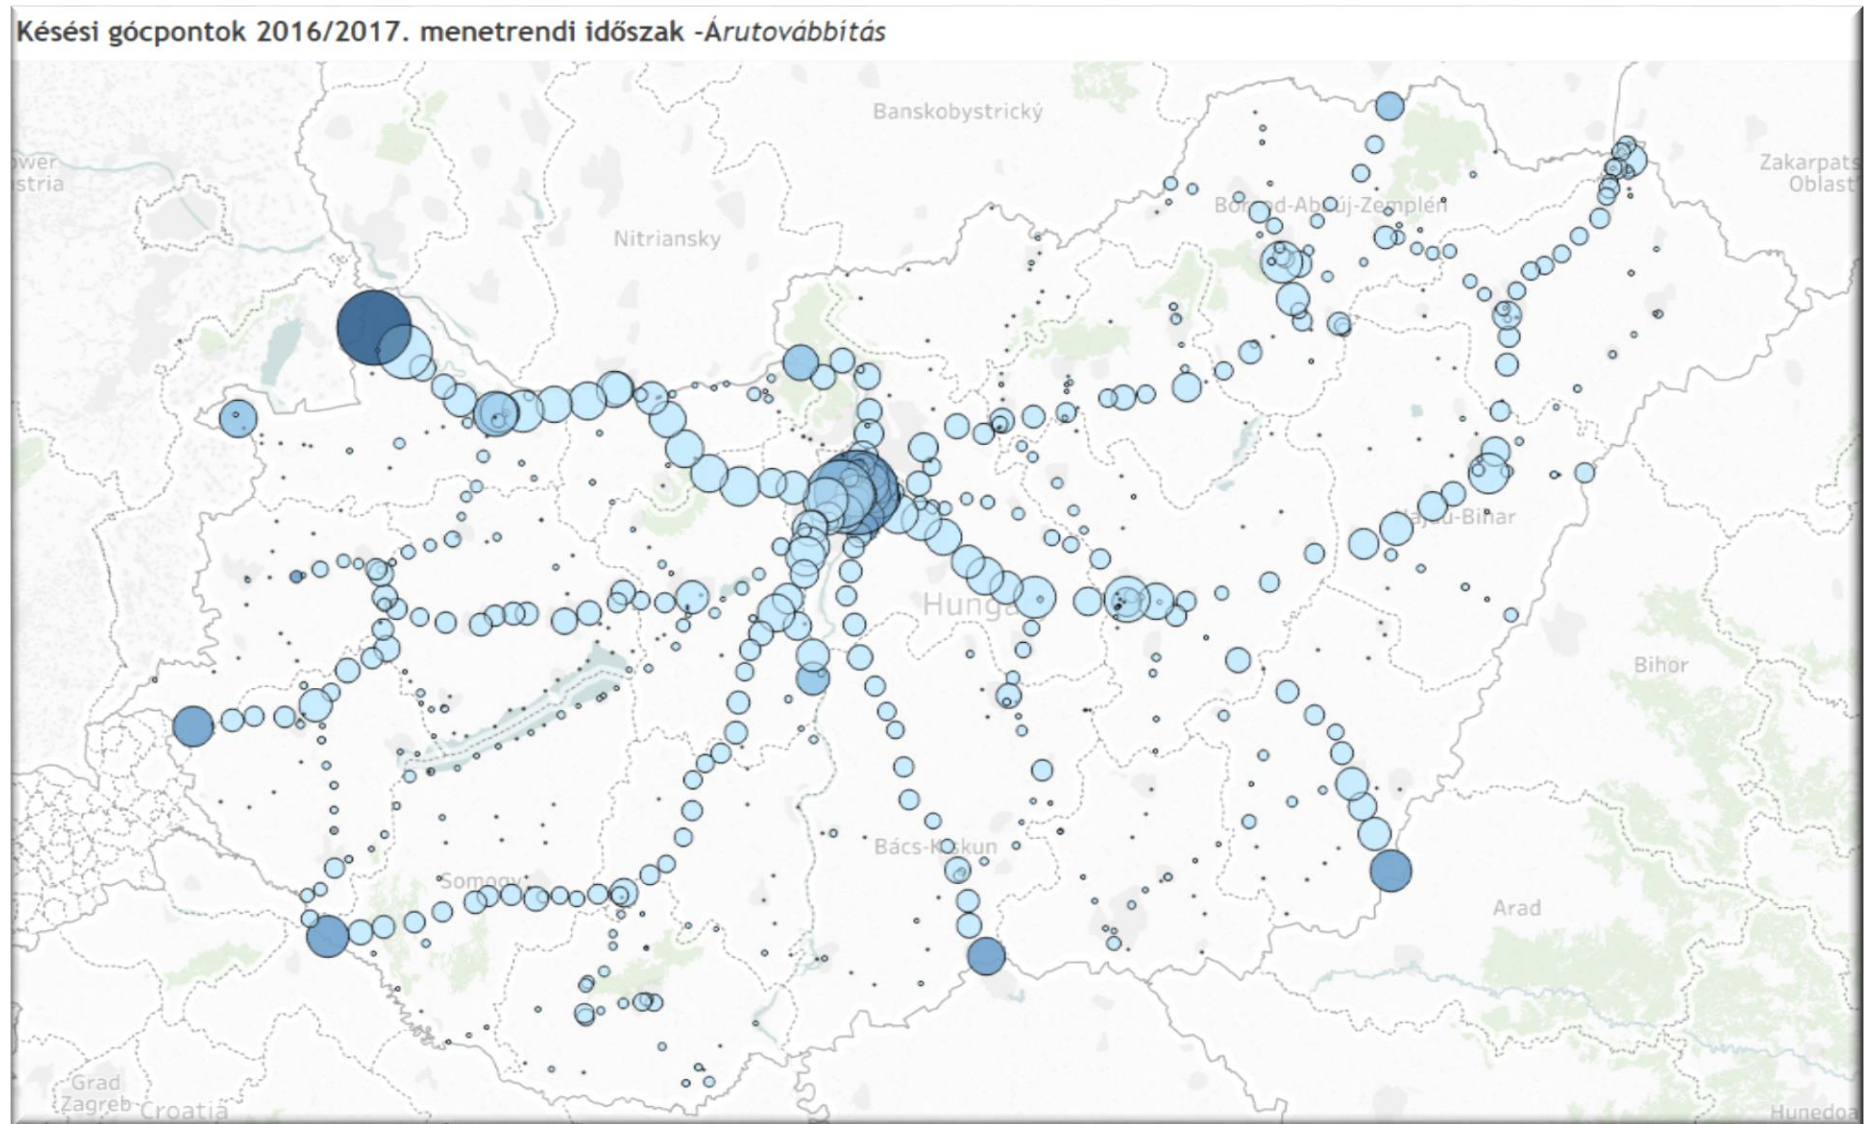 Késési gócpontok 2016/2017. menetrendi időszak -Árutovábbítás
Banskobystrický
ower
stria
Zakarpats
Oblast
Borsod-Abaúj-Zemplén
Nitriansky
Hajdú-Bihar
Hunga
Bihor
Bács-Kiskun
Somogy
Arad
Grad
Zagreb
Croatia
Hunedoa